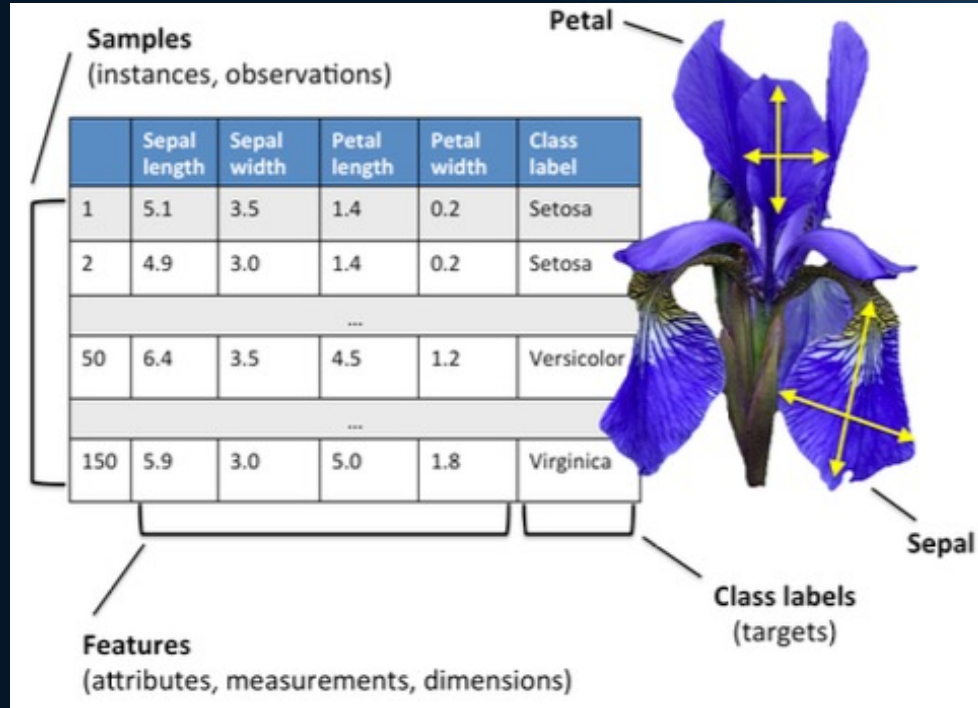 Samples
(instances, observations)
Petal
Sepal length Sepal width Petal length Petal width Class label
1 5.1 3.5 1.4 0.2 Setosa
2 4.9 3.0 1.4 0.2 Setosa
...
50 6.4 3.5 4.5 1.2 Versicolor
...
150 5.9 3.0 5.0 1.8 Virginica
Sepal
Features
(attributes, measurements, dimensions)
Class labels
(targets)